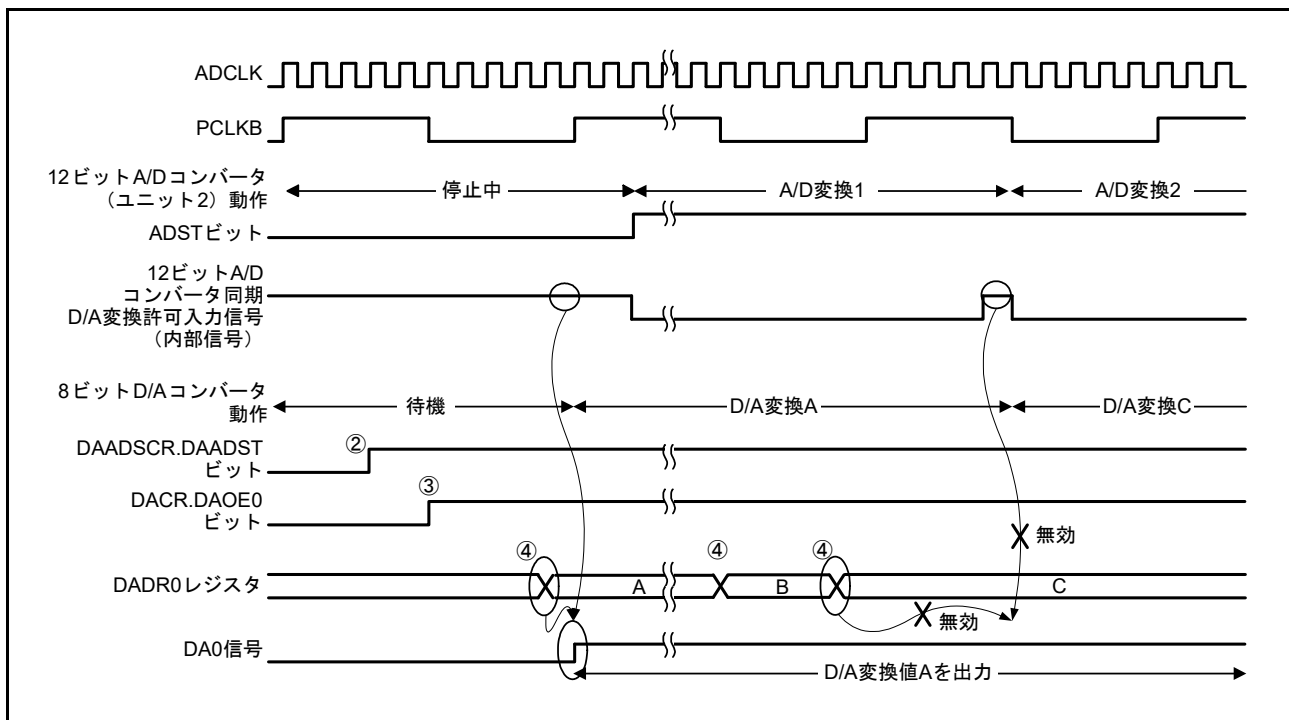 ADCLK
PCLKB
12ビットA/Dコンバータ
（ユニット2）動作
停止中
A/D変換1
A/D変換2
ADSTビット
12ビットA/D
コンバータ同期
D/A変換許可入力信号
（内部信号）
8ビットD/Aコンバータ
動作
待機
D/A変換A
D/A変換C
DAADSCR.DAADST
ビット
②
DACR.DAOE0
ビット
③
無効
④
④
④
DADR0レジスタ
A
B
C
無効
DA0信号
D/A変換値Aを出力